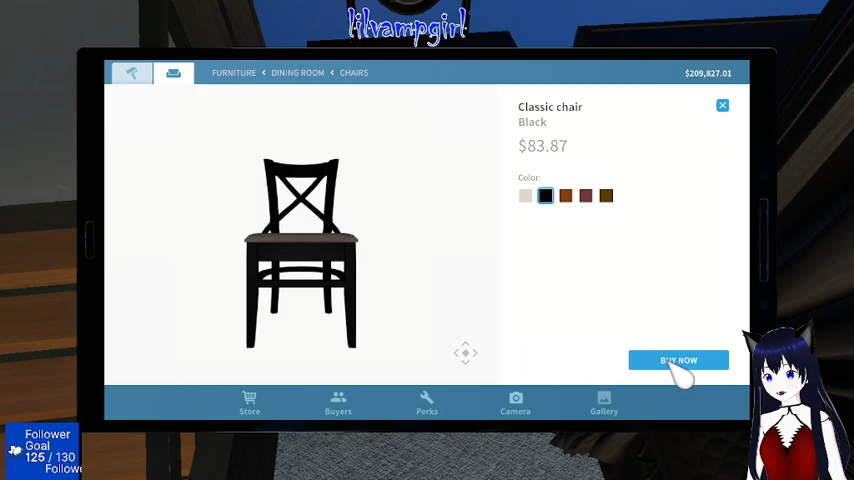 lilvampgirl
FURNITURE < DINING ROOM < CHAIRS
$209,827.01
Classic chair
Black
$83.87
Color:
BUY NOW
Store
Buyers
Perks
Camera
Gallery
Follower
Goal
125 / 130
Followe